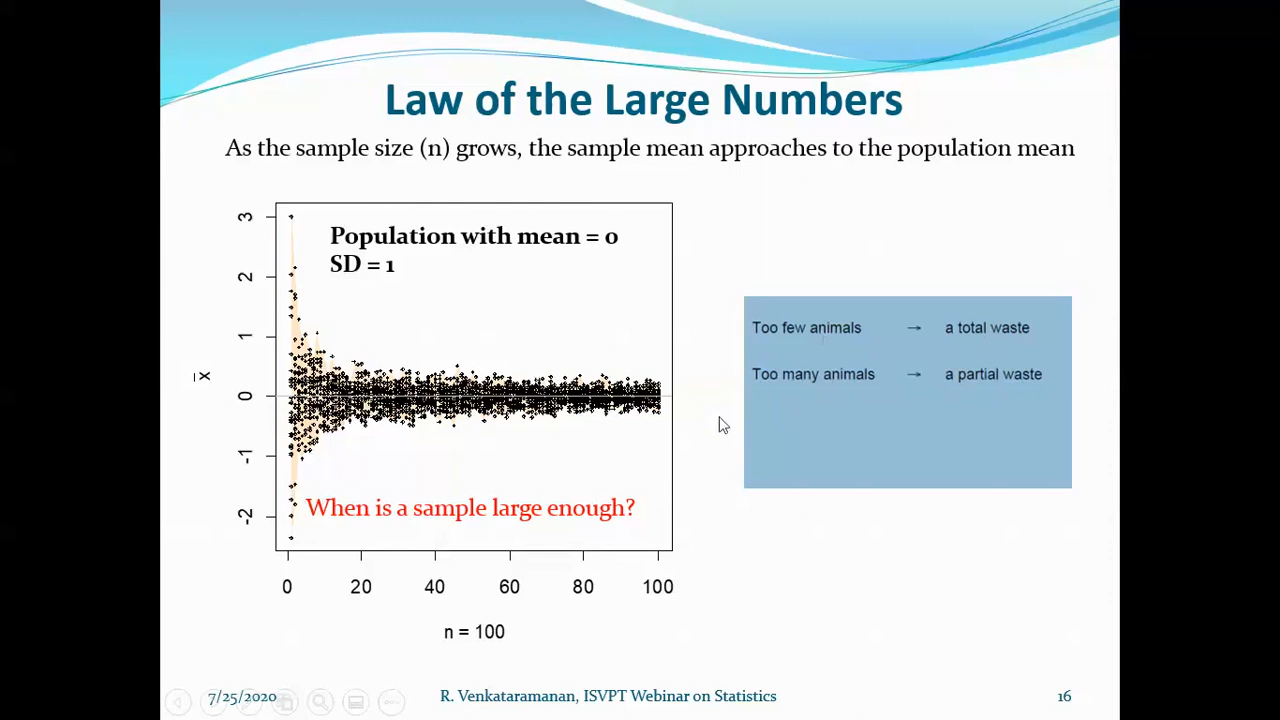 Law of the Large Numbers
As the sample size (n) grows, the sample mean approaches to the population mean
Population with mean = 0
SD = 1
3
2
1
0
-1
-2
x̅
When is a sample large enough?
0 20 40 60 80 100
n = 100
Too few animals → a total waste
Too many animals → a partial waste
7/25/2020 R. Venkataramanan, ISVPT Webinar on Statistics 16